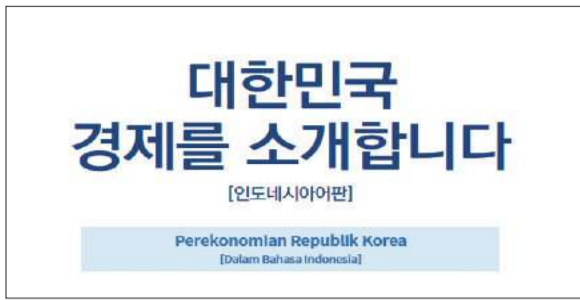 대한민국
경제를 소개합니다
[인도네시아어판]
Perekonomian Republik Korea
[Dalam Bahasa Indonesia]